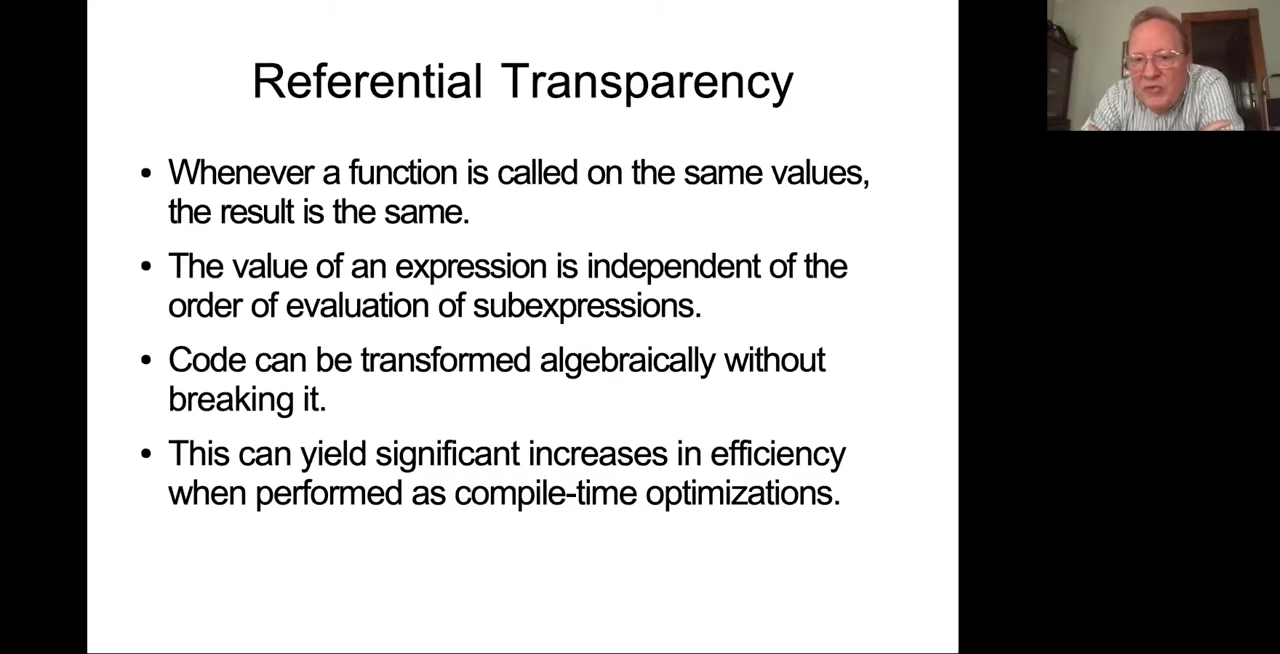 Referential Transparency
• Whenever a function is called on the same values,
the result is the same.
• The value of an expression is independent of the
order of evaluation of subexpressions.
• Code can be transformed algebraically without
breaking it.
• This can yield significant increases in efficiency
when performed as compile-time optimizations.